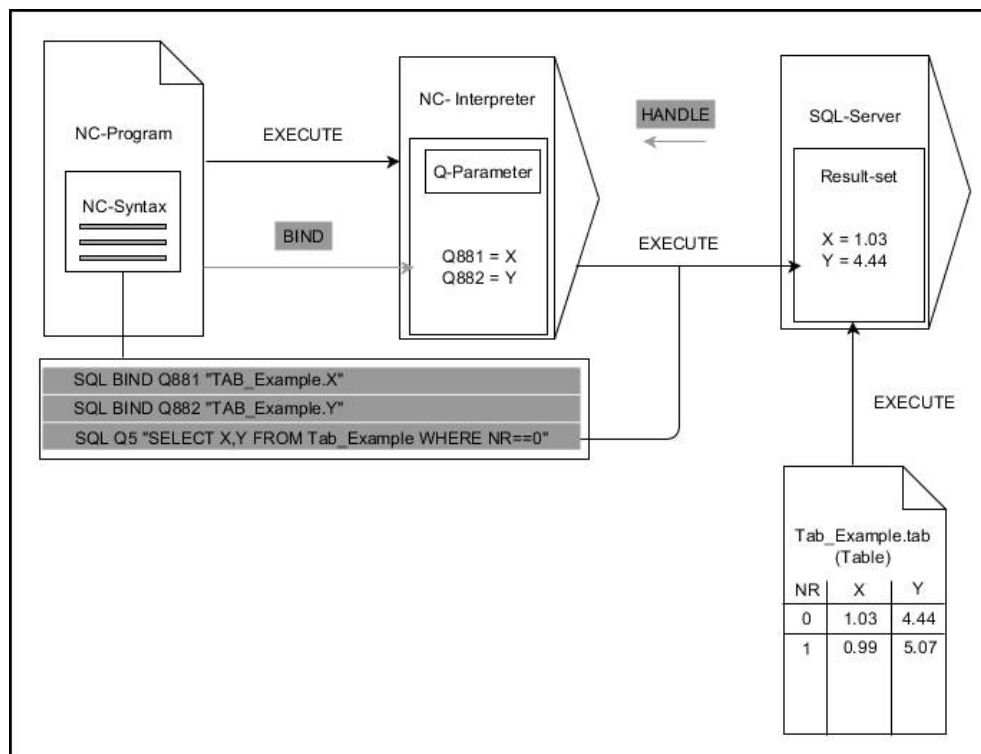 NC-Program
NC-Syntax
EXECUTE
BIND
NC- Interpreter
Q-Parameter
Q881 = X
Q882 = Y
HANDLE
EXECUTE
SQL-Server
Result-set
X = 1.03
Y = 4.44
SQL BIND Q881 "TAB_Example.X"
SQL BIND Q882 "TAB_Example.Y"
SQL Q5 "SELECT X,Y FROM Tab_Example WHERE NR==0"
EXECUTE
Tab_Example.tab
(Table)
NR X Y
0 1.03 4.44
1 0.99 5.07